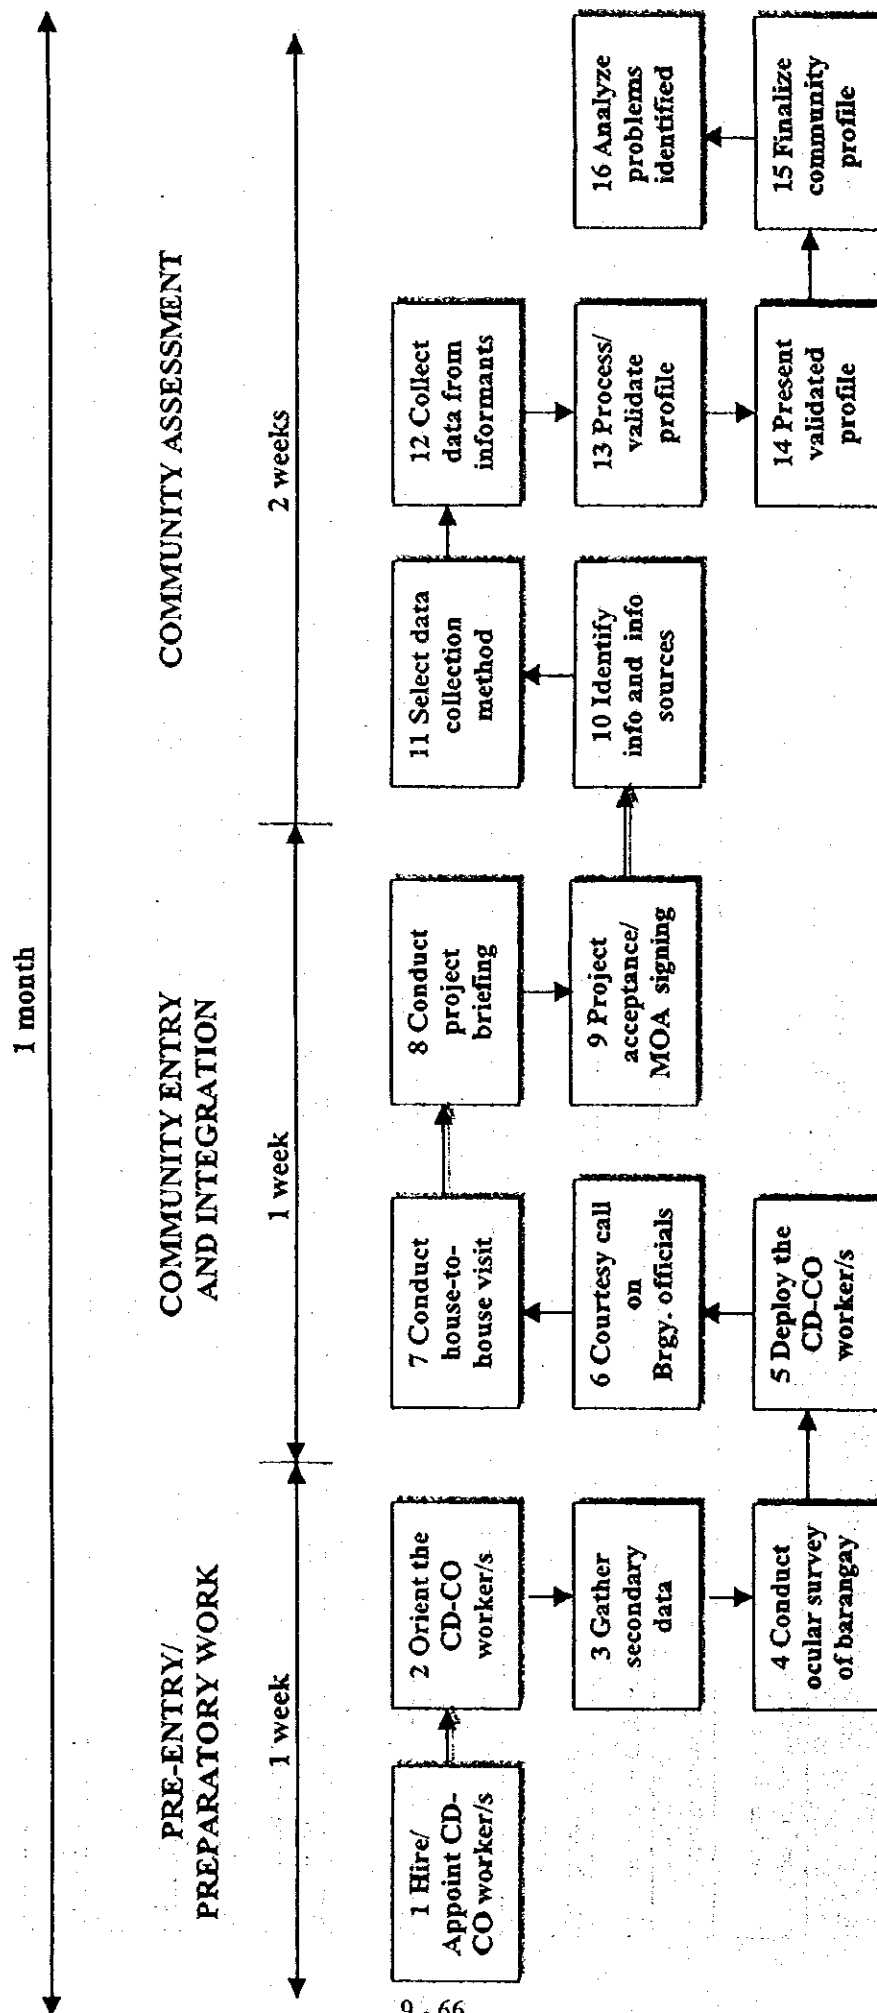 1 month
PRE-ENTRY/
PREPARATORY WORK
COMMUNITY ENTRY
AND INTEGRATION
COMMUNITY ASSESSMENT
1 week
1 week
2 weeks
1 Hire/
Appoint CD-
CO worker/s
2 Orient the
CD-CO
worker/s
3 Gather
secondary
data
4 Conduct
ocular survey
of barangay
5 Deploy the
CD-CO
worker/s
6 Courtesy call
on
Brgy. officials
7 Conduct
house-to-
house visit
8 Conduct
project
briefing
9 Project
acceptance/
MOA signing
10 Identify
info and info
sources
11 Select data
collection
method
12 Collect
data from
informants
13 Process/
validate
profile
14 Present
validated
profile
15 Finalize
community
profile
16 Analyze
problems
identified
9 - 66